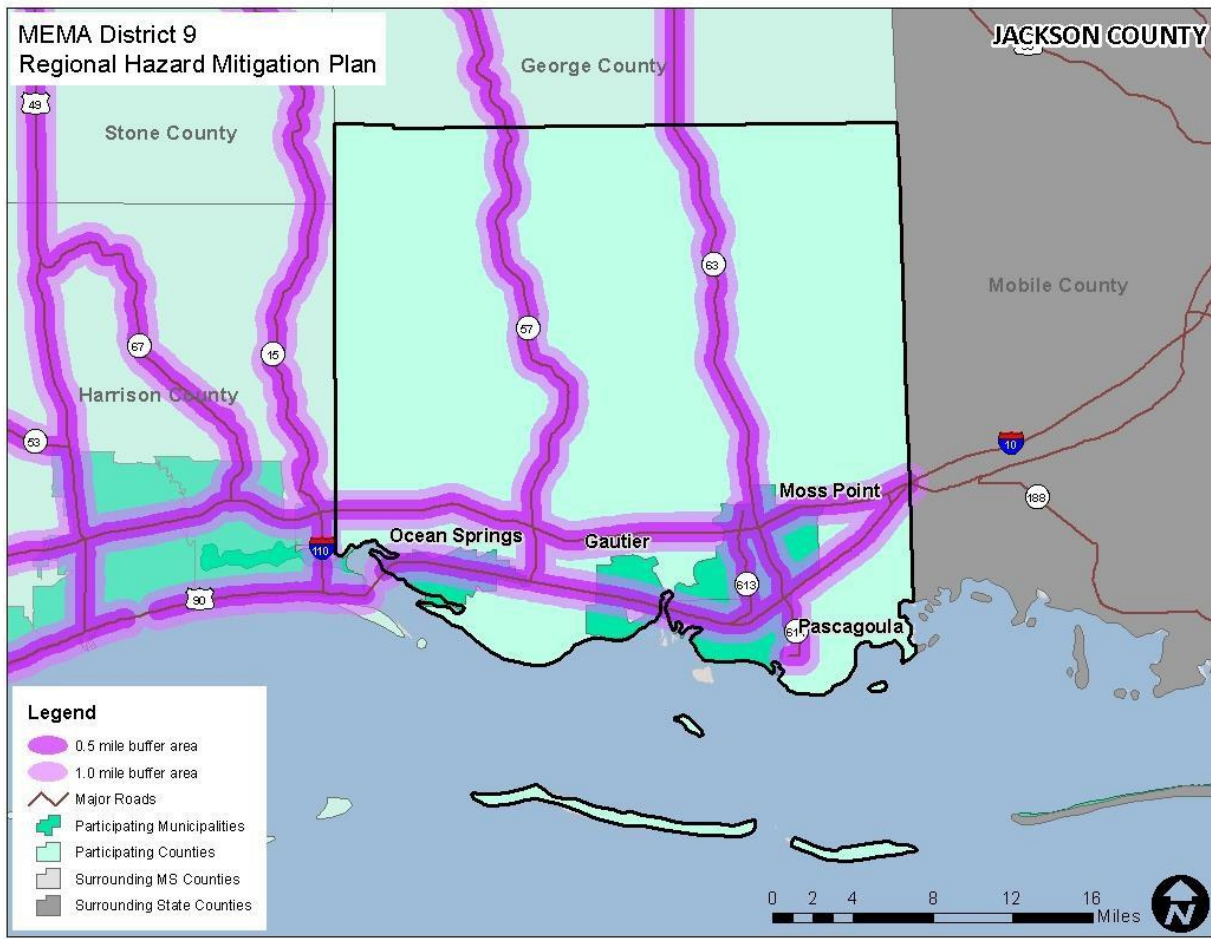 MEMA District 9
Regional Hazard Mitigation Plan
JACKSON COUNTY
George County
49
Stone County
63
Mobile County
57
67
15
Harrison County
53
10
Moss Point
188
Ocean Springs
Gautier
110
613
90
Pascagoula
Legend
0.5 mile buffer area
1.0 mile buffer area
Major Roads
Participating Municipalities
Participating Counties
Surrounding MS Counties
Surrounding State Counties
0 2 4 8 12 16
Miles
N